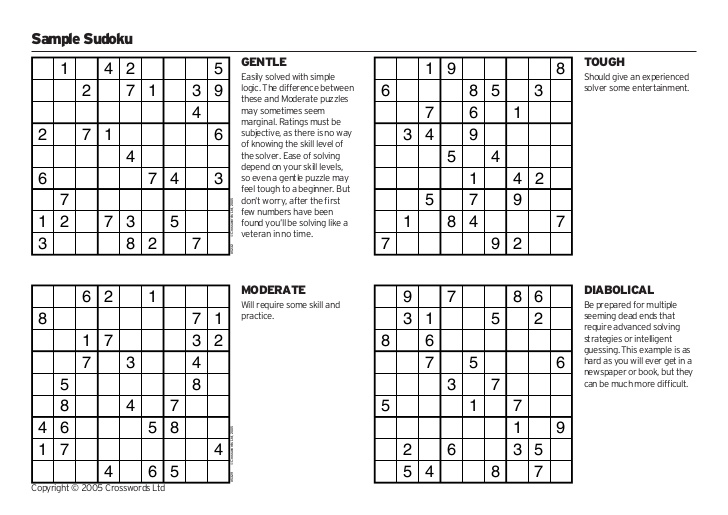 Sample Sudoku
1 4 2 5
2 7 1 3 9
4
2 7 1 6
4
6 7 4 3
7
1 2 7 3 5
3 8 2 7
GENTLE
Easily solved with simple
logic. The difference between
these and Moderate puzzles
may sometimes seem
marginal. Ratings must be
subjective, as there is no way
of knowing the skill level of
the solver. Ease of solving
depend on your skill levels,
so even a gentle puzzle may
feel tough to a beginner. But
don't worry, after the first
few numbers have been
found you'll be solving like a
veteran in no time.
1 9 8
6 8 5 3
7 6 1
3 4 9
5 4
1 4 2
5 7 9
1 8 4 7
7 9 2
TOUGH
Should give an experienced
solver some entertainment.
6 2 1
8 7 1
1 7 3 2
7 3 4
5 8
8 4 7
4 6 5 8
1 7 4
4 6 5
MODERATE
Will require some skill and
practice.
9 7 8 6
3 1 5 2
8 6
7 5 6
3 7
5 1 7
1 9
2 6 3 5
5 4 8 7
DIABOLICAL
Be prepared for multiple
seeming dead ends that
require advanced solving
strategies or intelligent
guessing. This example is as
hard as you will ever get in a
newspaper or book, but they
can be much more difficult.
Copyright © 2005 Crosswords Ltd